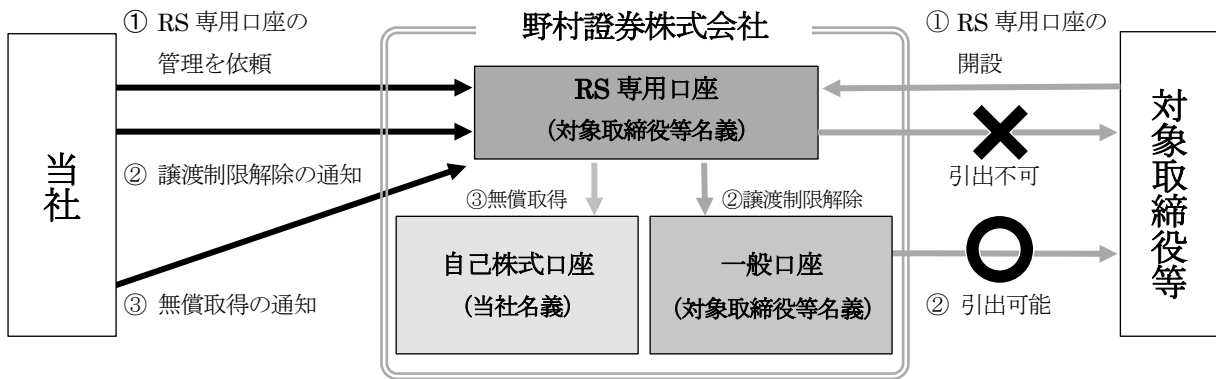 ① RS 専用口座の
管理を依頼
野村證券株式会社
① RS 専用口座の
開設
RS 専用口座
(対象取締役等名義)
当社
対象取締役等
② 譲渡制限解除の通知
引出不可
③無償取得
②譲渡制限解除
自己株式口座
(当社名義)
一般口座
(対象取締役等名義)
③ 無償取得の通知
② 引出可能